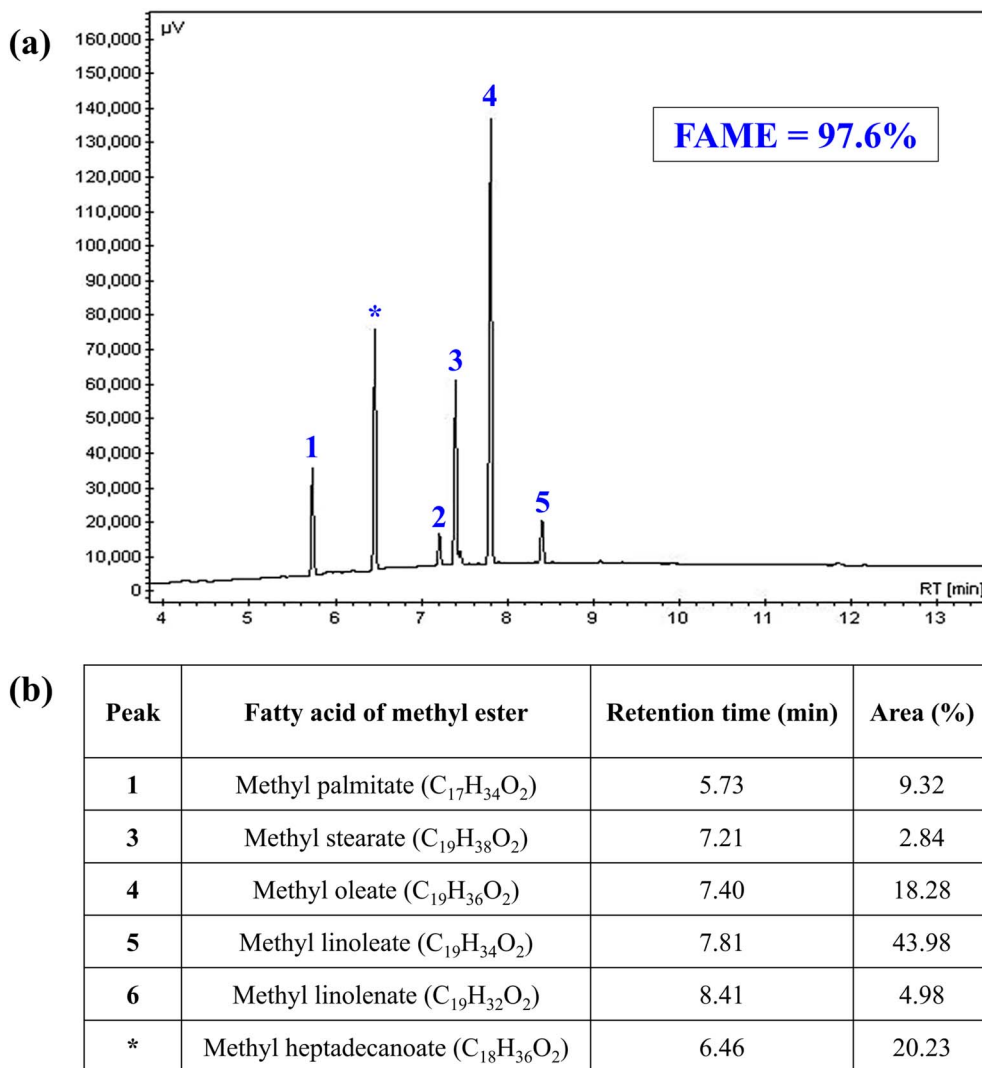 (a)
µV
160,000
150,000
140,000
130,000
120,000
110,000
100,000
90,000
80,000
70,000
60,000
50,000
40,000
30,000
20,000
10,000
0
4
FAME = 97.6%
*
3
1
2
5
RT [min]
4 5 6 7 8 9 10 11 12 13
(b)
Peak Fatty acid of methyl ester Retention time (min) Area (%)
1 Methyl palmitate (C₁₇H₃₄O₂) 5.73 9.32
3 Methyl stearate (C₁₉H₃₈O₂) 7.21 2.84
4 Methyl oleate (C₁₉H₃₆O₂) 7.40 18.28
5 Methyl linoleate (C₁₉H₃₄O₂) 7.81 43.98
6 Methyl linolenate (C₁₉H₃₂O₂) 8.41 4.98
* Methyl heptadecanoate (C₁₈H₃₆O₂) 6.46 20.23